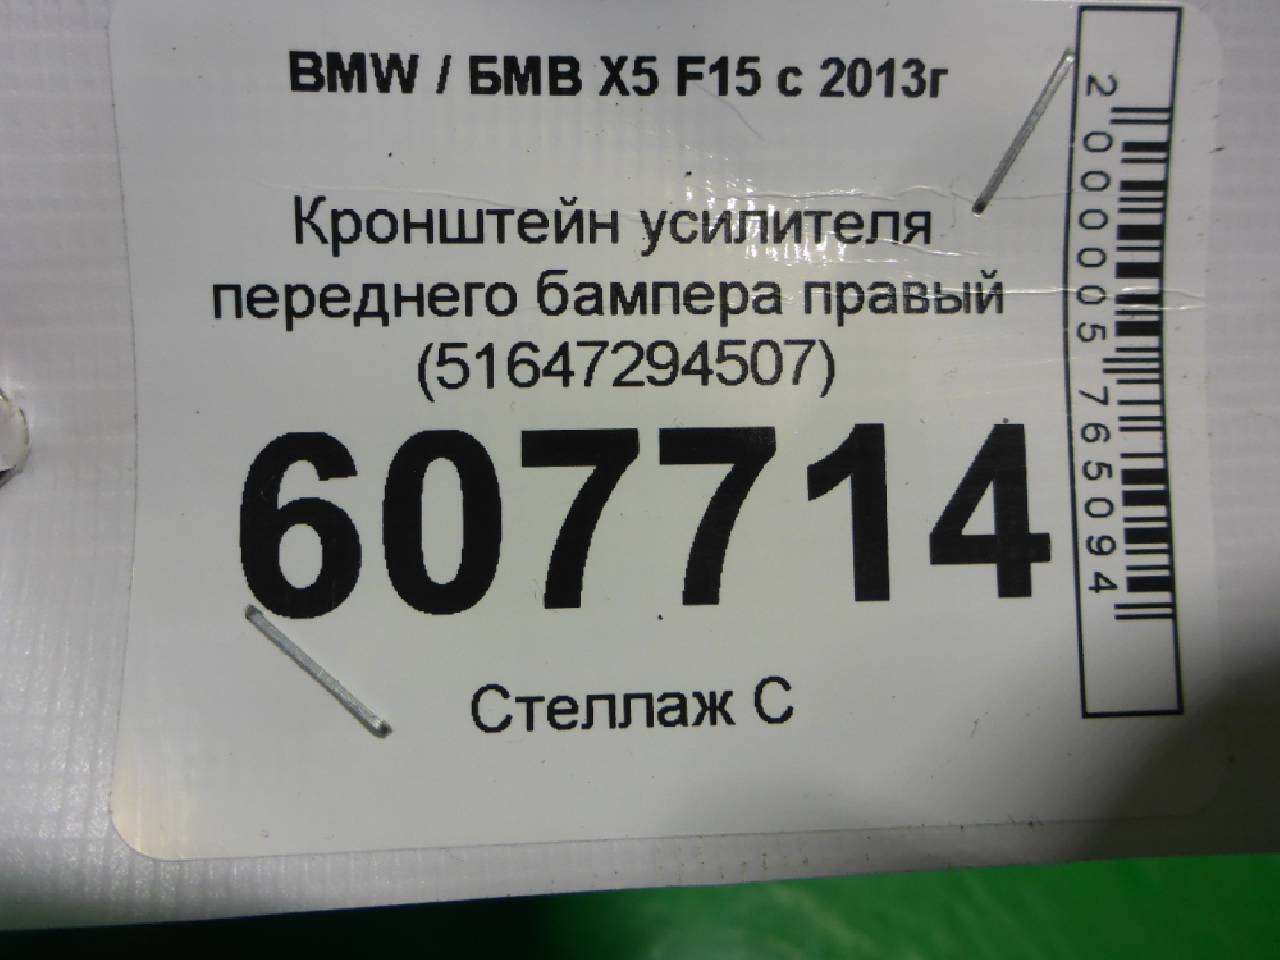 BMW / БМВ X5 F15 с 2013г
Кронштейн усилителя
переднего бампера правый
(51647294507)
607714
Стеллаж С
2000005765094